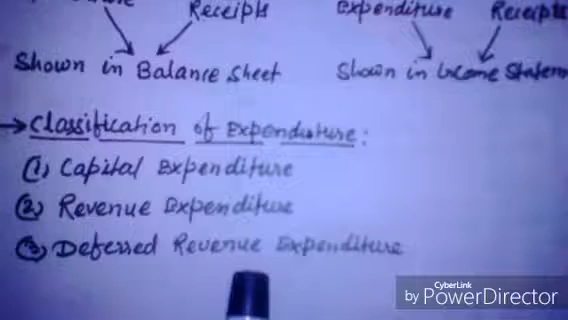 Receipts Expenditure Receipts
Shown in Balance Sheet Shown in Income Statem
→ Classification of Expenditure:
(1) Capital Expenditure
(2) Revenue Expenditure
(3) Deferred Revenue Expenditure
CyberLink
by PowerDirector